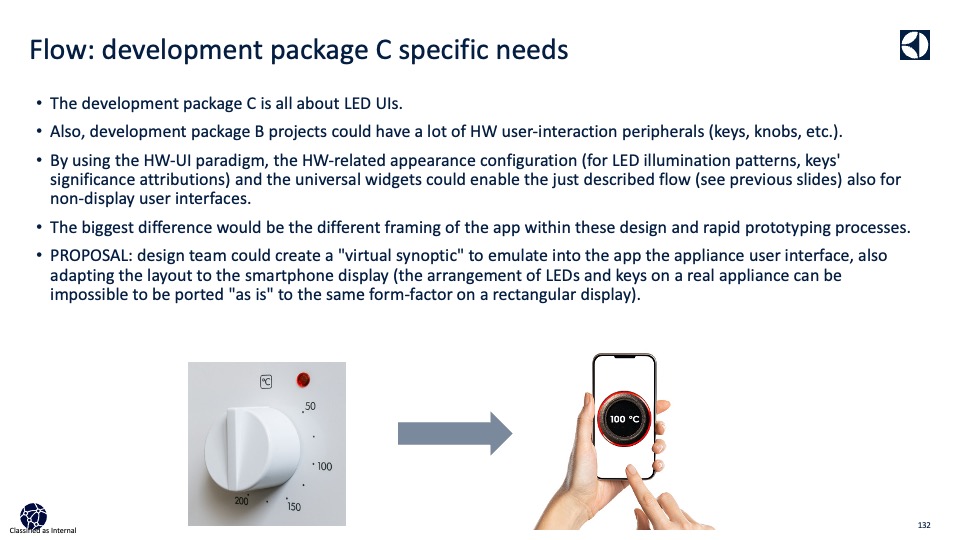 Flow: development package C specific needs
• The development package C is all about LED UIs.
• Also, development package B projects could have a lot of HW user-interaction peripherals (keys, knobs, etc.).
• By using the HW-UI paradigm, the HW-related appearance configuration (for LED illumination patterns, keys'
significance attributions) and the universal widgets could enable the just described flow (see previous slides) also for
non-display user interfaces.
• The biggest difference would be the different framing of the app within these design and rapid prototyping processes.
• PROPOSAL: design team could create a "virtual synoptic" to emulate into the app the appliance user interface, also
adapting the layout to the smartphone display (the arrangement of LEDs and keys on a real appliance can be
impossible to be ported "as is" to the same form-factor on a rectangular display).
°C
50
100
150
200
100 °C
Classified as Internal
132